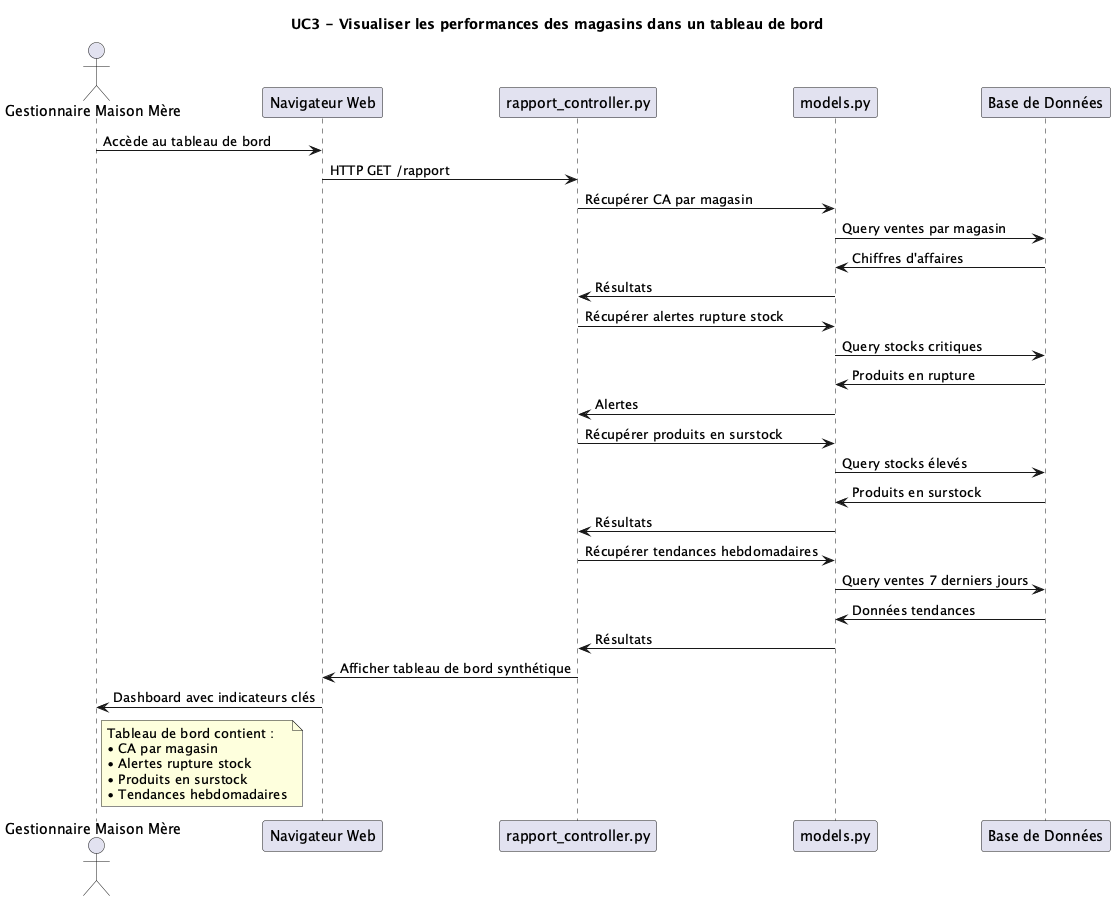 UC3 - Visualiser les performances des magasins dans un tableau de bord
Gestionnaire Maison Mère
Navigateur Web
rapport_controller.py
models.py
Base de Données
Accède au tableau de bord
HTTP GET /rapport
Récupérer CA par magasin
Query ventes par magasin
Chiffres d'affaires
Résultats
Récupérer alertes rupture stock
Query stocks critiques
Produits en rupture
Alertes
Récupérer produits en surstock
Query stocks élevés
Produits en surstock
Résultats
Récupérer tendances hebdomadaires
Query ventes 7 derniers jours
Données tendances
Résultats
Afficher tableau de bord synthétique
Dashboard avec indicateurs clés
Tableau de bord contient :
• CA par magasin
• Alertes rupture stock
• Produits en surstock
• Tendances hebdomadaires
Gestionnaire Maison Mère
Navigateur Web
rapport_controller.py
models.py
Base de Données